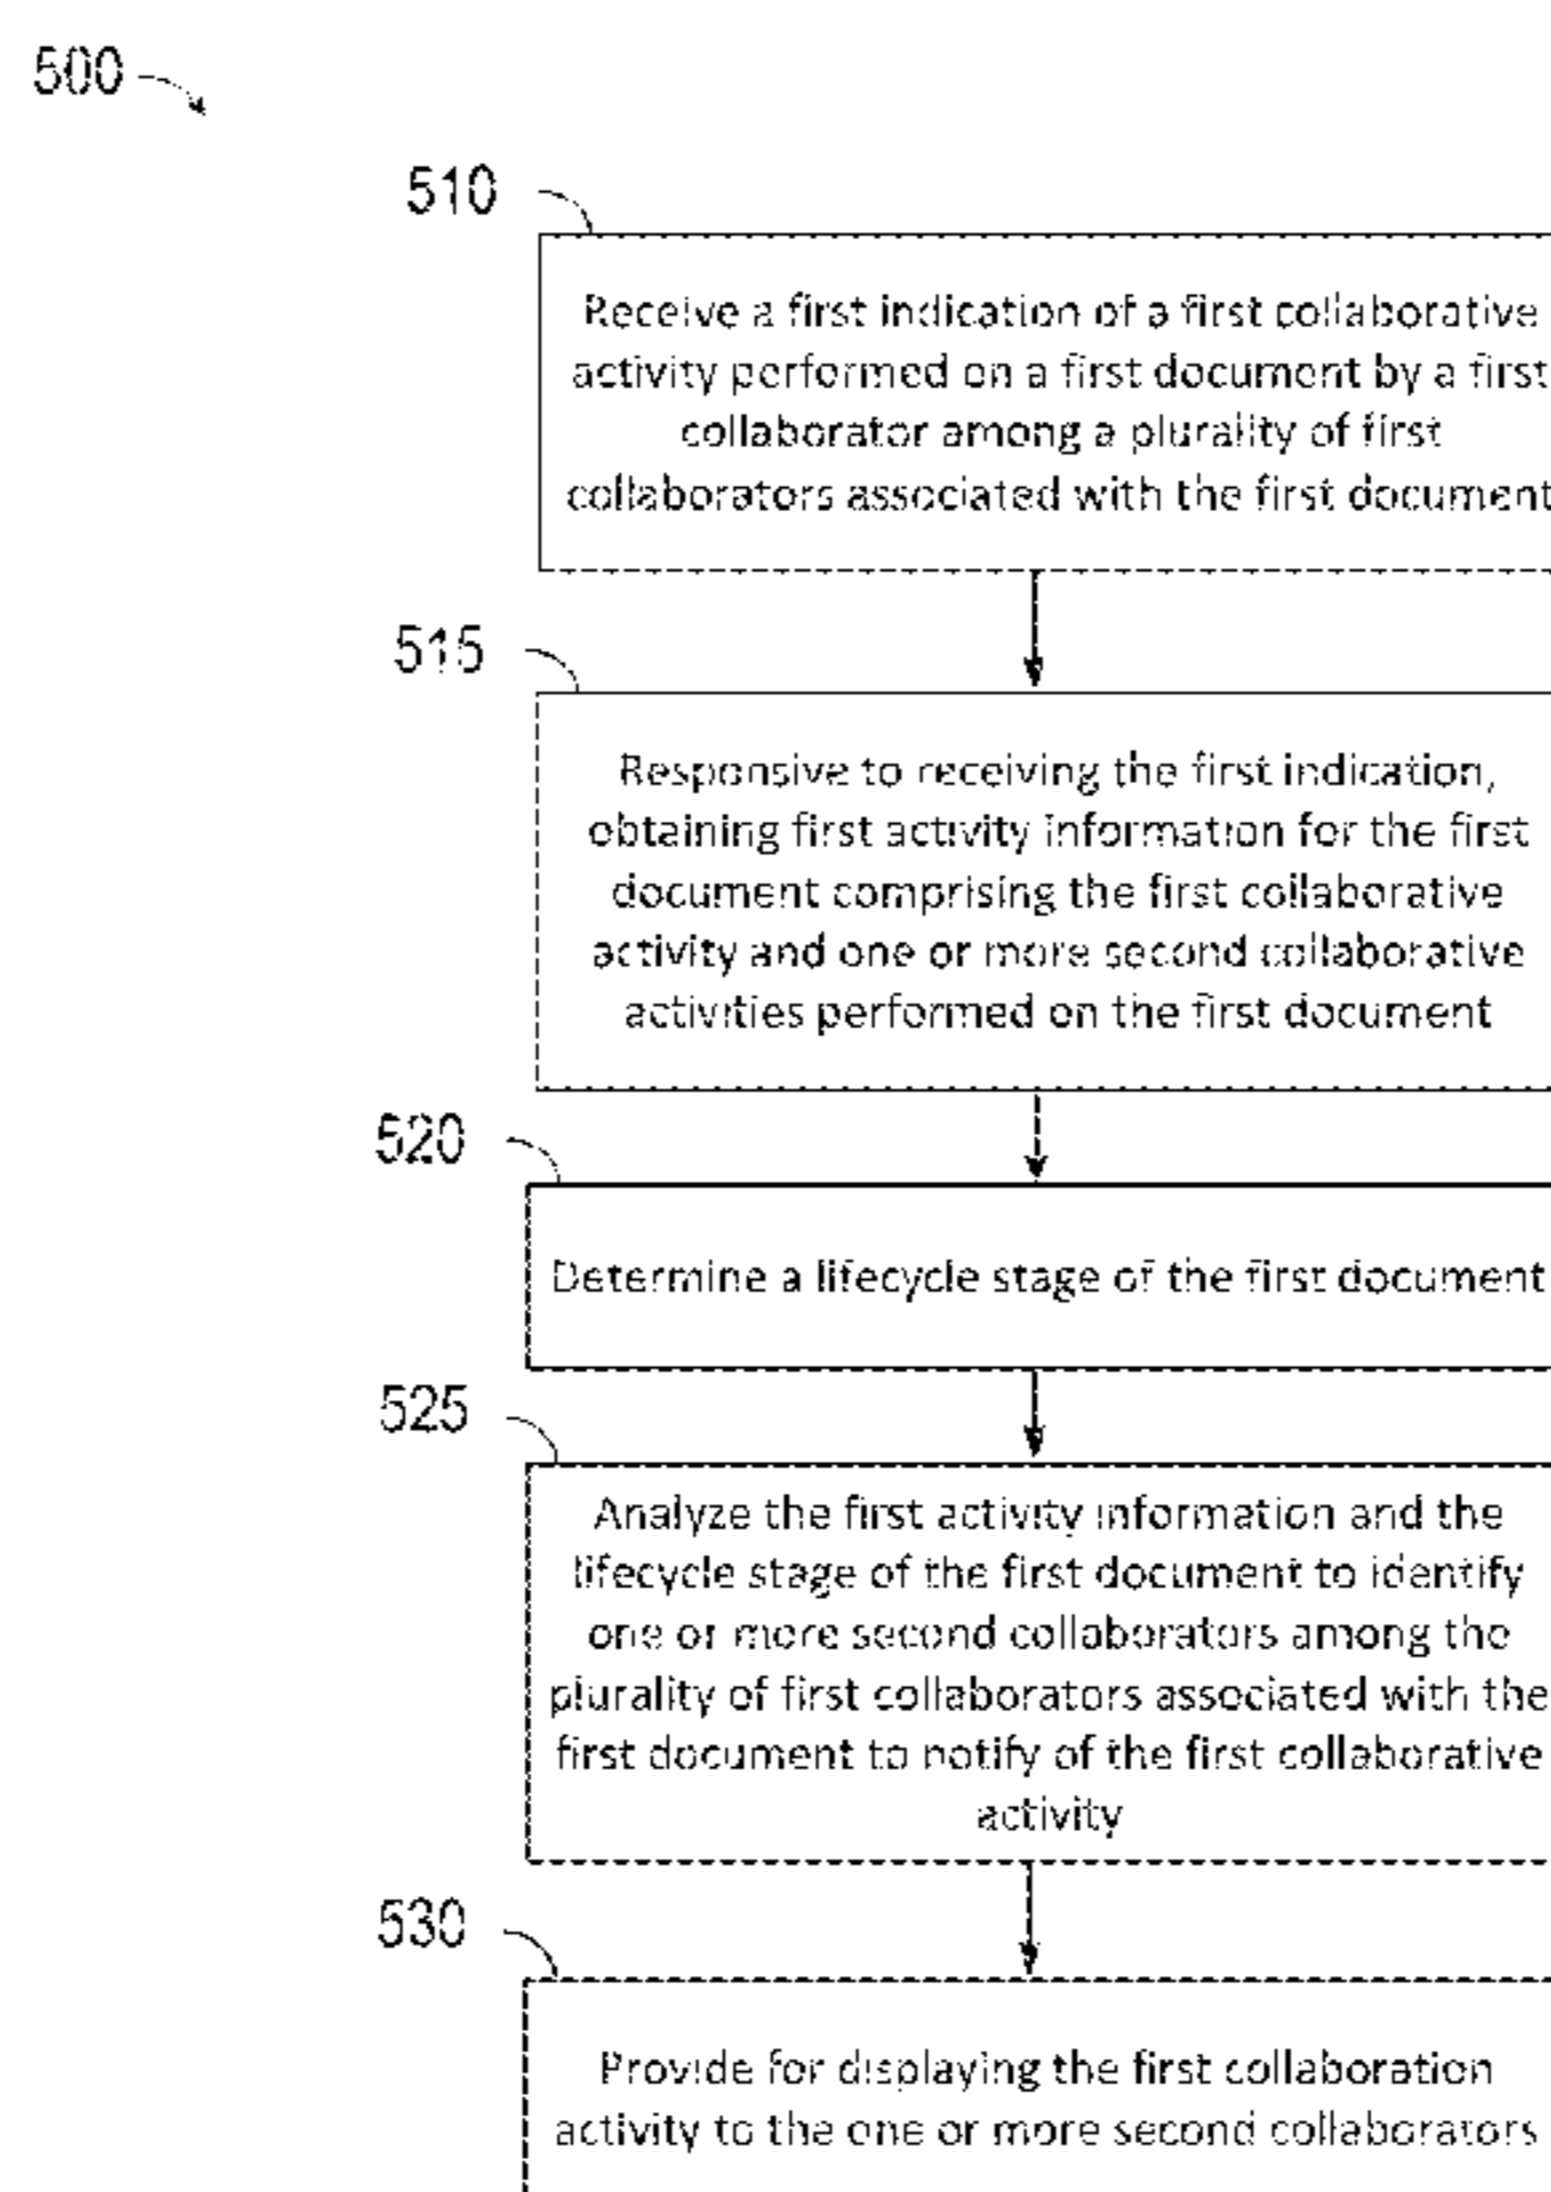 500
510
Receive a first indication of a first collaborative
activity performed on a first document by a first
collaborator among a plurality of first
collaborators associated with the first document
515
Responsive to receiving the first indication,
obtaining first activity information for the first
document comprising the first collaborative
activity and one or more second collaborative
activities performed on the first document
520
Determine a lifecycle stage of the first document
525
Analyze the first activity information and the
lifecycle stage of the first document to identify
one or more second collaborators among the
plurality of first collaborators associated with the
first document to notify of the first collaborative
activity
530
Provide for displaying the first collaboration
activity to the one or more second collaborators